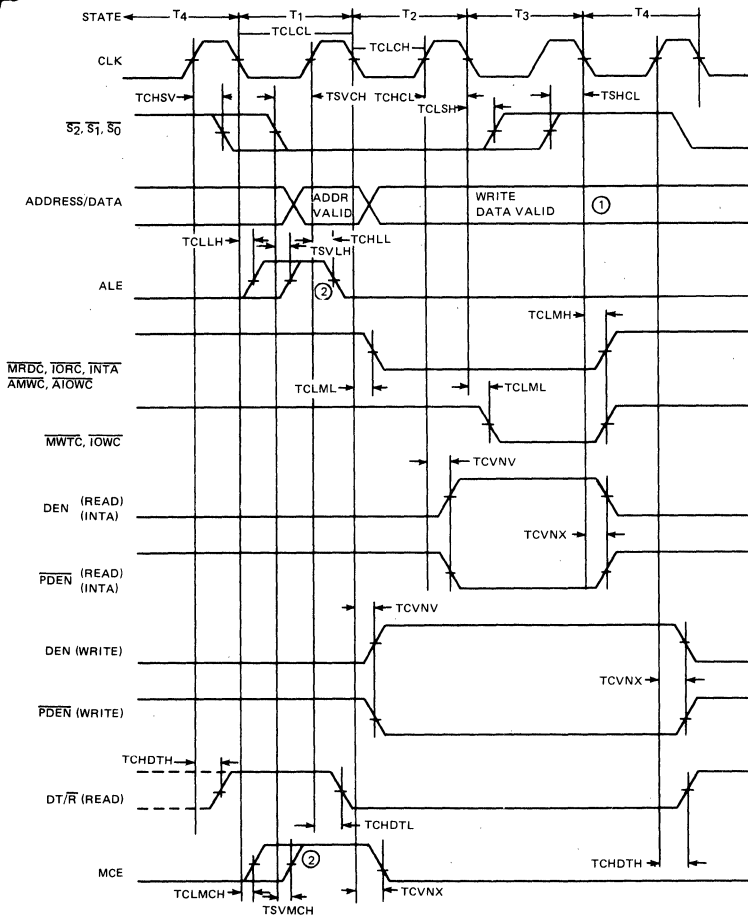 STATE T4 T1 T2 T3 T4
TCLCL
CLK
TCLCH
TCHSV TSVCH TCHCL TSHCL
TCLSH
S2, S1, S0
ADDRESS/DATA
ADDR VALID
WRITE DATA VALID
1
TCLLH
TCHLL
TSVLH
ALE
2
TCLMH
MRDC, IORC, INTA
AMWC, AIOWC
TCLML TCLML
MWTC, IOWC
TCVNV
DEN (READ)
(INTA)
TCVNX
PDEN (READ)
(INTA)
TCVNV
DEN (WRITE)
TCVNX
PDEN (WRITE)
TCHDTH
DT/R (READ)
TCHDTL
TCHDTH
MCE
2
TCLMCH
TCVNX
TSVMCH